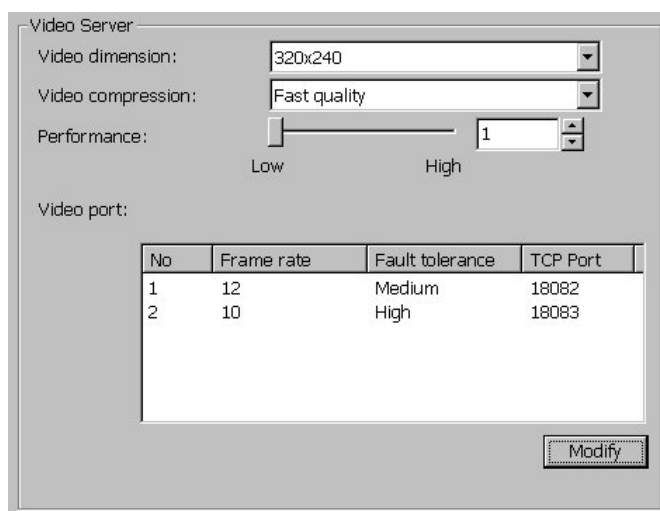 Video Server
Video dimension: 320x240
Video compression: Fast quality
Performance: 1
Low High
Video port:
No Frame rate Fault tolerance TCP Port
1 12 Medium 18082
2 10 High 18083
Modify